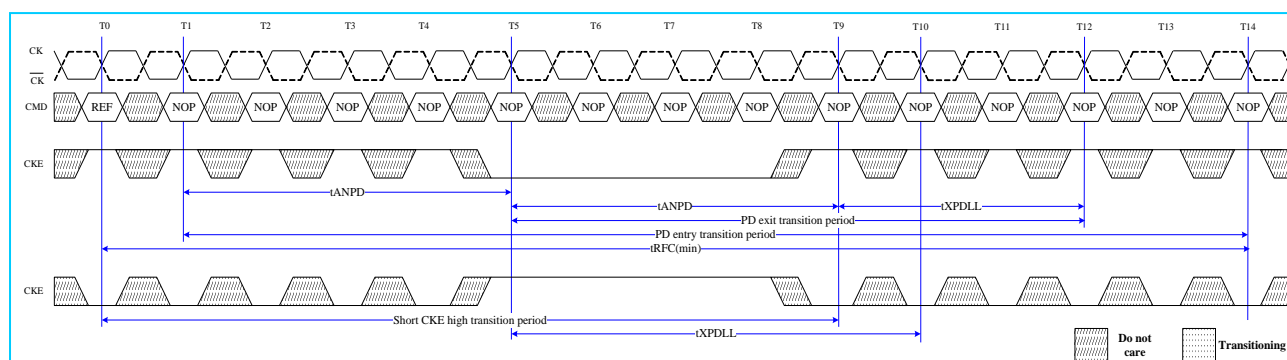 T0 T1 T2 T3 T4 T5 T6 T7 T8 T9 T10 T11 T12 T13 T14
CK
CK
CMD REF NOP NOP NOP NOP NOP NOP NOP NOP NOP NOP NOP NOP NOP NOP
CKE
tANPD
tANPD tXPDLL
PD exit transition period
PD entry transition period
tRFC(min)
CKE
Short CKE high transition period
tXPDLL
Do not care
Transitioning